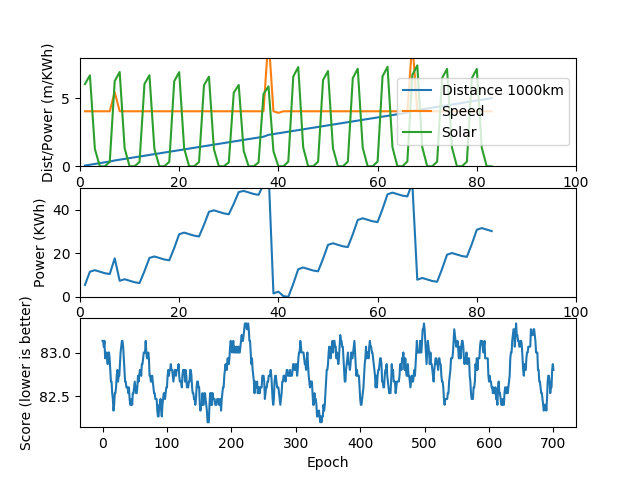 Dist/Power (m/KWh)
5
0
Distance 1000km
Speed
Solar
0 20 40 60 80 100
Power (KWh)
40
20
0
0 20 40 60 80 100
Score (lower is better)
83.0
82.5
0 100 200 300 400 500 600 700
Epoch